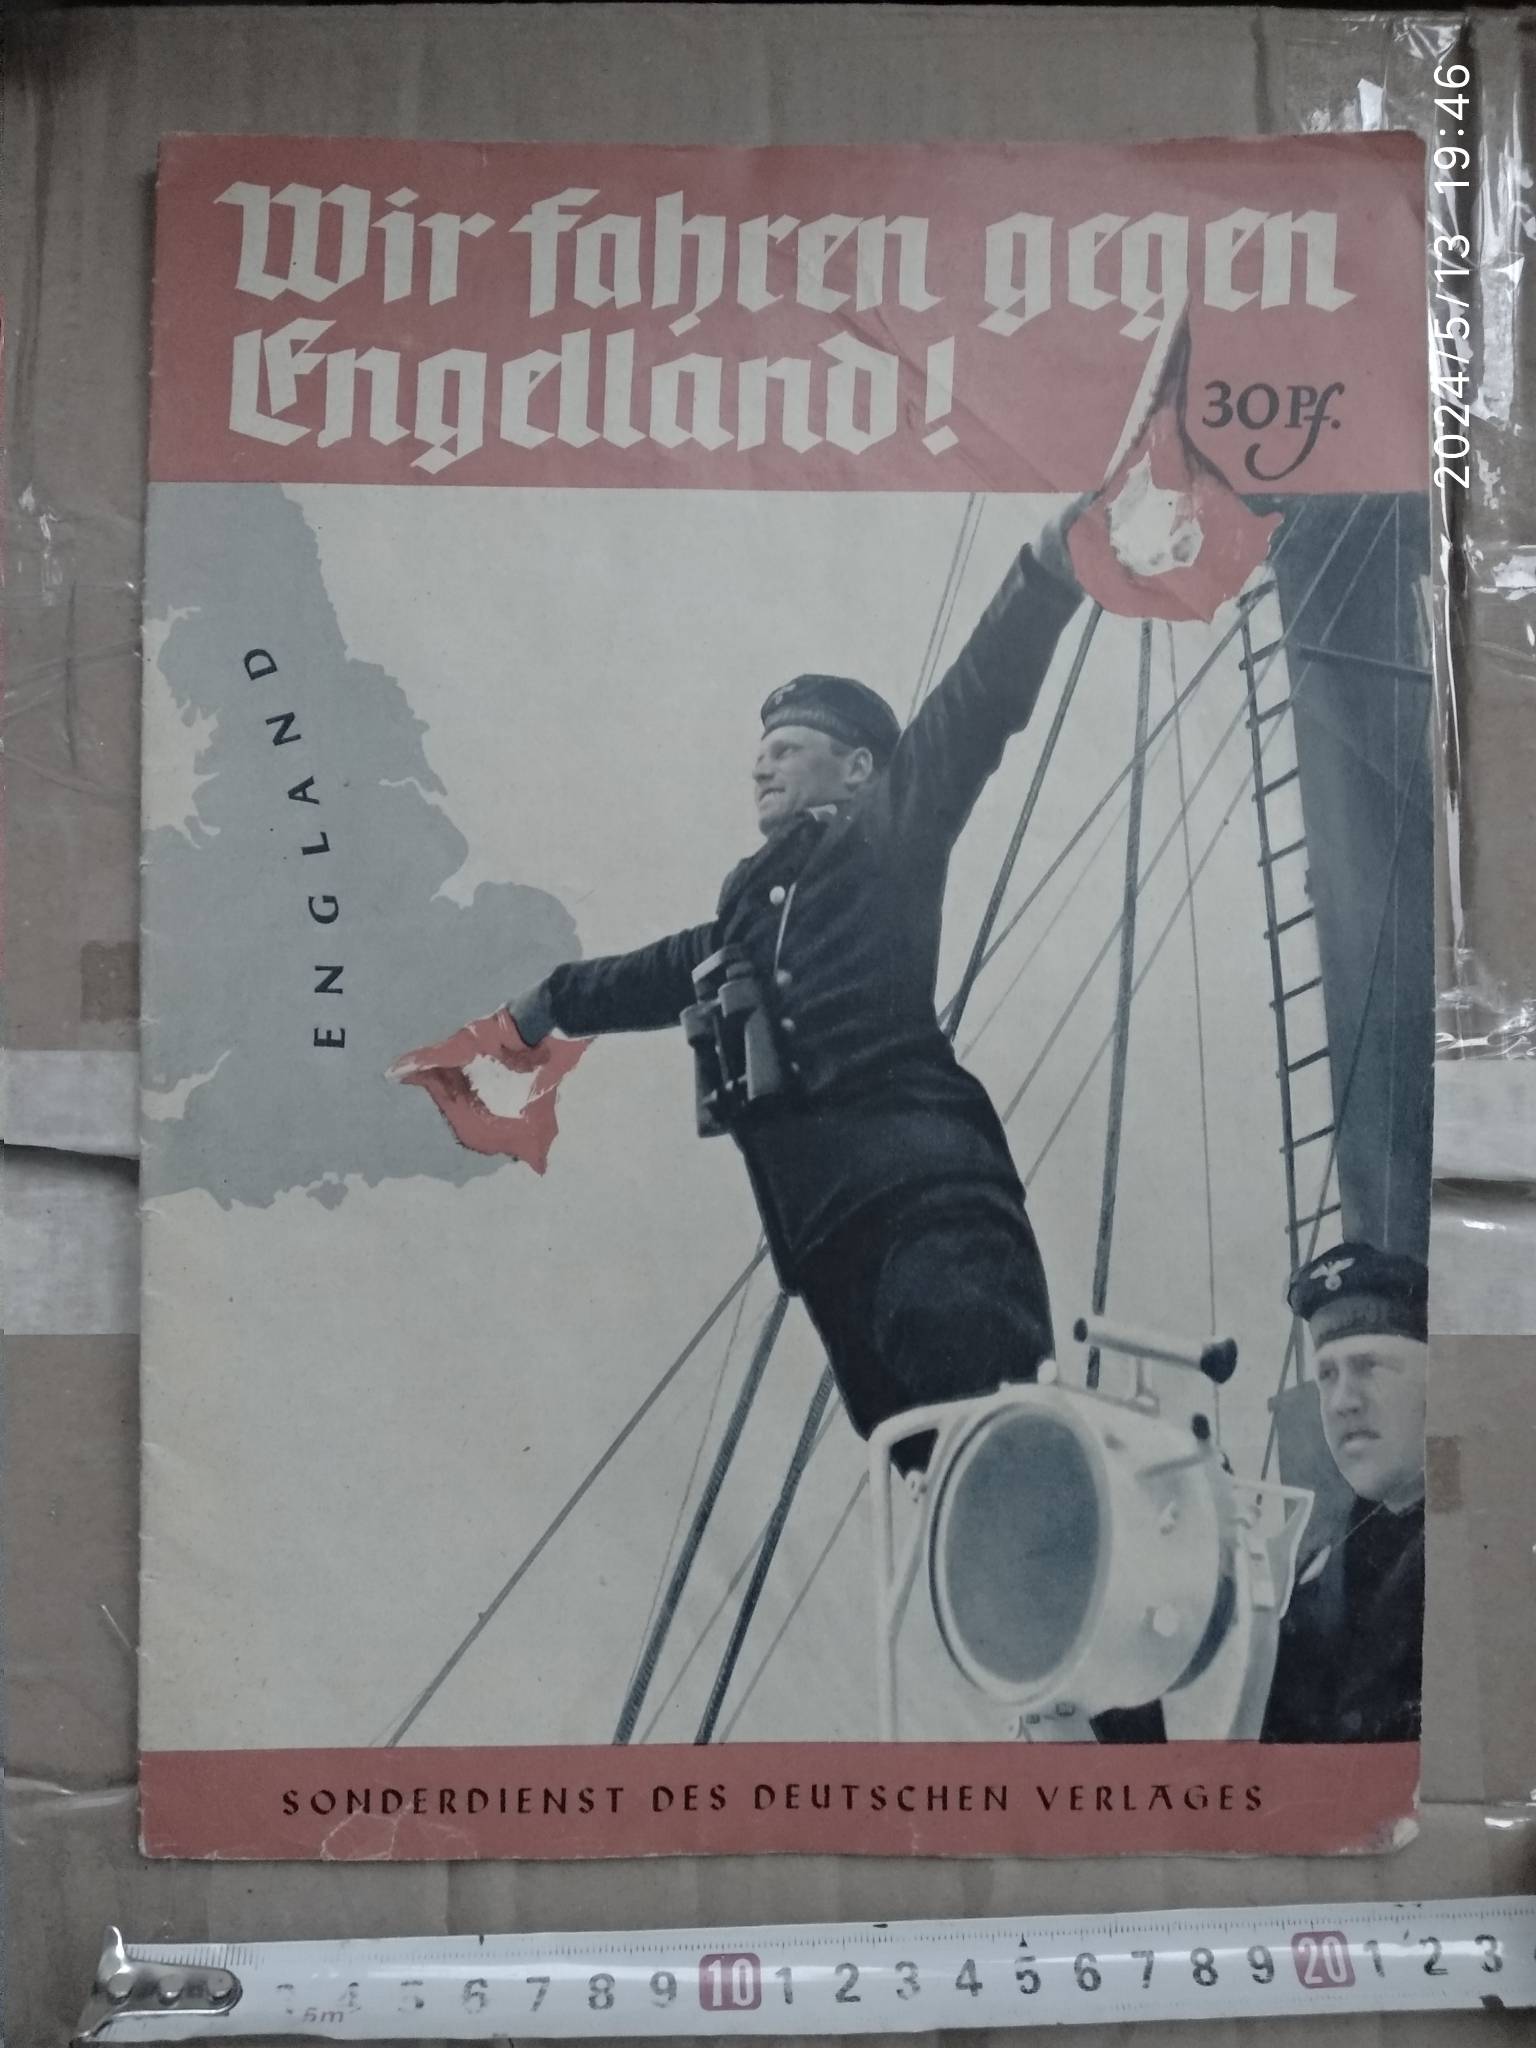 Wir fahren gegen
Engelland!
30 Pf.
ENGLAND
SONDERDIENST DES DEUTSCHEN VERLAGES
2024/5/13 19:46
5m
6 7 8 9 10 1 2 3 4 5 6 7 8 9 20 1 2 3